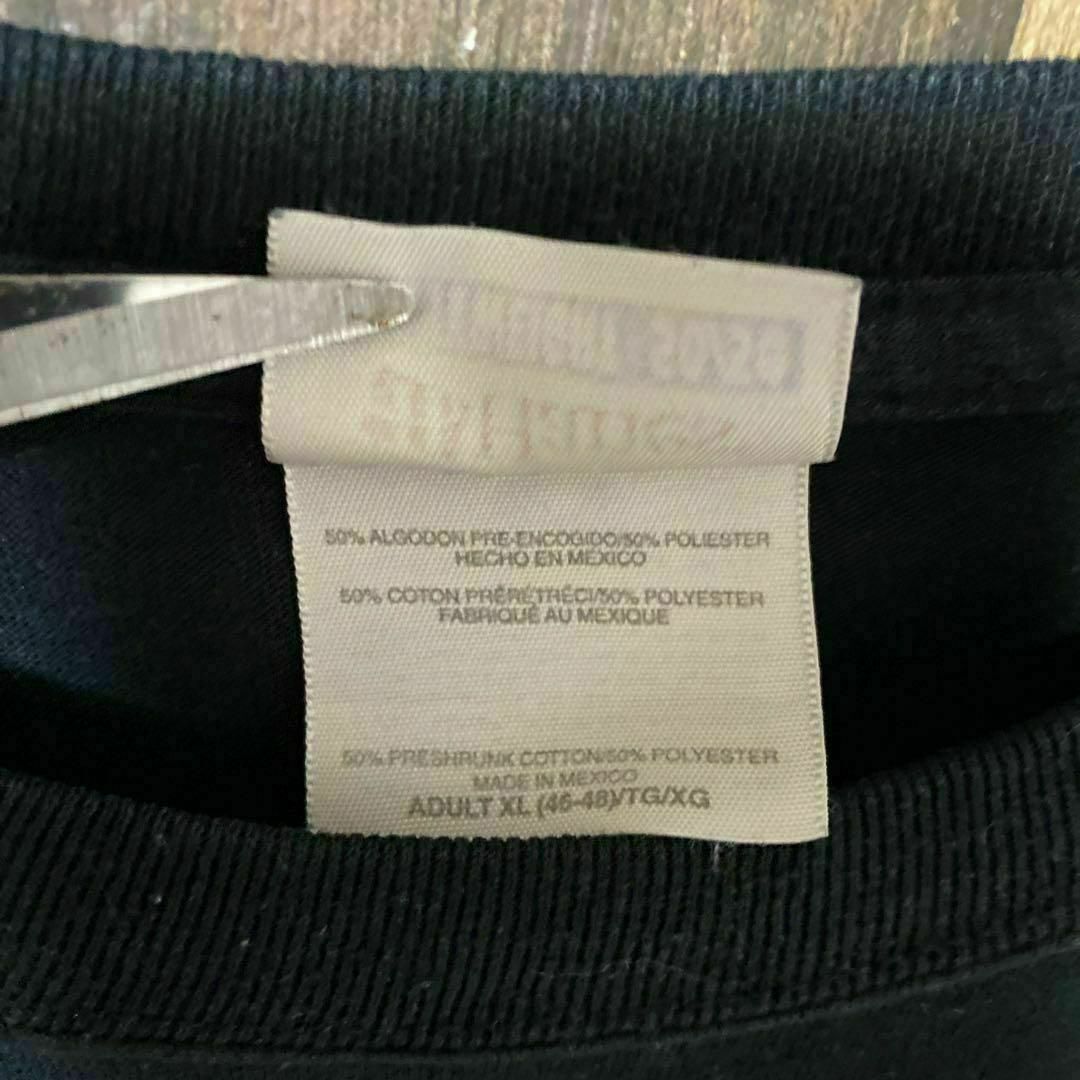 50% ALGODON PRE-ENCOGIDO/50% POLIESTER
HECHO EN MEXICO
50% COTON PRÉRÉTRÉCI/50% POLYESTER
FABRIQUÉ AU MEXIQUE
50% PRESHRUNK COTTON/50% POLYESTER
MADE IN MEXICO
ADULT XL (46-48)/TG/XG